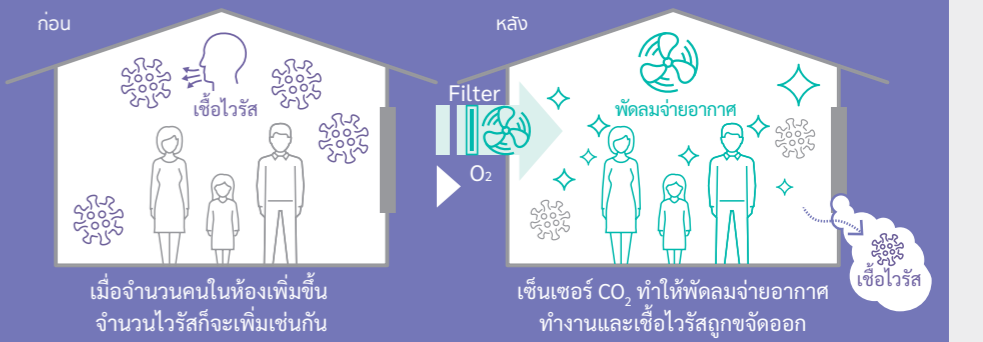 ก่อน
เชื้อไวรัส
เมื่อจำนวนคนในห้องเพิ่มขึ้น
จำนวนไวรัสก็จะเพิ่มเช่นกัน
Filter
O₂
หลัง
พัดลมจ่ายอากาศ
เชื้อไวรัส
เซ็นเซอร์ CO₂ ทำให้พัดลมจ่ายอากาศ
ทำงานและเชื้อไวรัสถูกขจัดออก